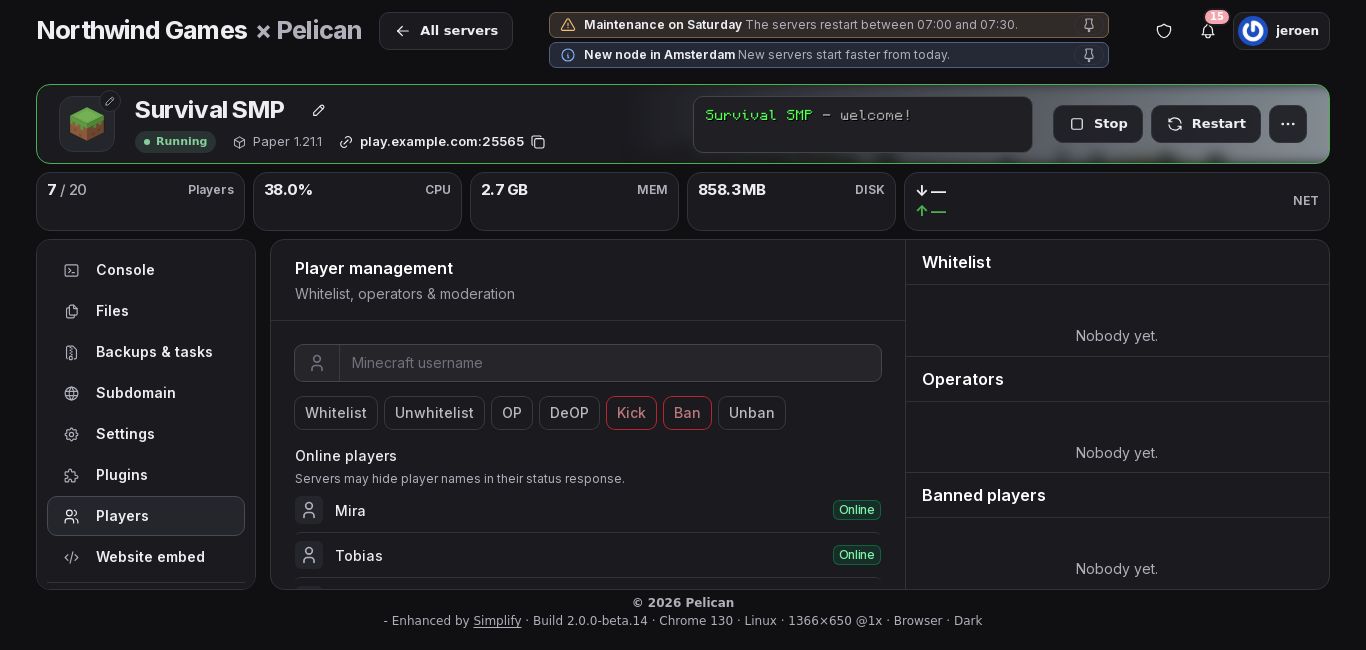 Northwind Games × Pelican
All servers
Maintenance on Saturday The servers restart between 07:00 and 07:30.
New node in Amsterdam New servers start faster from today.
15
jeroen
Survival SMP
Running
Paper 1.21.1
play.example.com:25565
Survival SMP - welcome!
Stop
Restart
7 / 20
Players
38.0%
CPU
2.7 GB
MEM
858.3 MB
DISK
↓ —
↑ —
NET
Console
Files
Backups & tasks
Subdomain
Settings
Plugins
Players
Website embed
Player management
Whitelist, operators & moderation
Minecraft username
Whitelist
Unwhitelist
OP
DeOP
Kick
Ban
Unban
Online players
Servers may hide player names in their status response.
Mira
Online
Tobias
Online
Whitelist
Nobody yet.
Operators
Nobody yet.
Banned players
Nobody yet.
© 2026 Pelican
- Enhanced by Simplify · Build 2.0.0-beta.14 · Chrome 130 · Linux · 1366×650 @1x · Browser · Dark